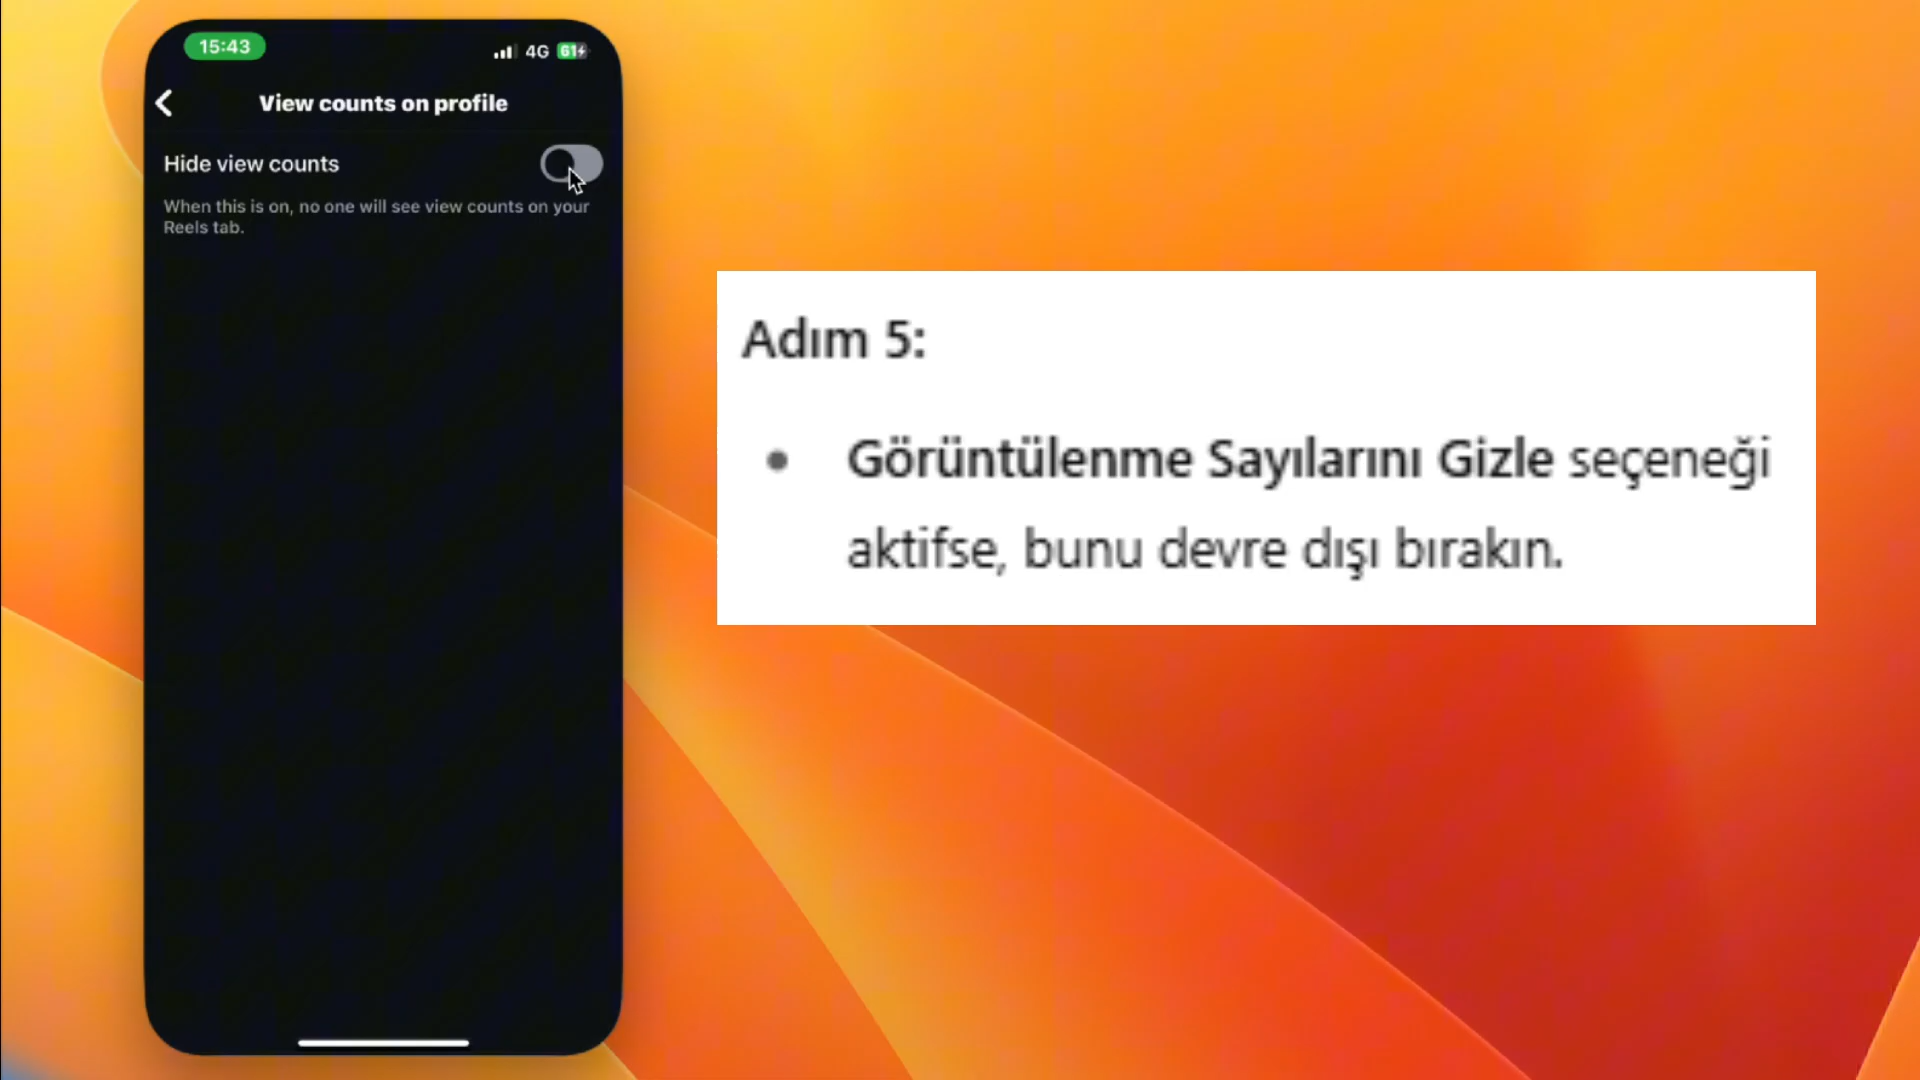 15:43
4G 61
View counts on profile
Hide view counts
When this is on, no one will see view counts on your
Reels tab.
Adım 5:
• Görüntülenme Sayılarını Gizle seçeneği
aktifse, bunu devre dışı bırakın.